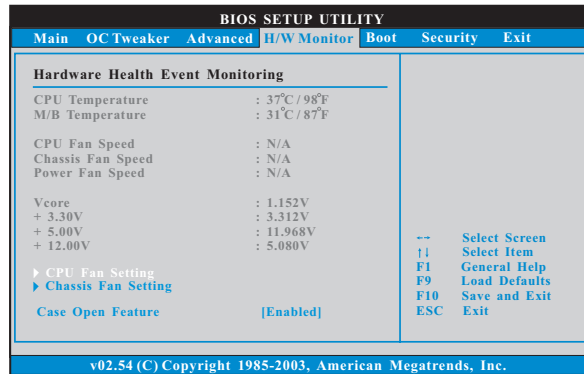 BIOS SETUP UTILITY
Main OC Tweaker Advanced H/W Monitor Boot Security Exit
Hardware Health Event Monitoring
CPU Temperature : 37°C / 98°F
M/B Temperature : 31°C / 87°F
CPU Fan Speed : N/A
Chassis Fan Speed : N/A
Power Fan Speed : N/A
Vcore : 1.152V
+ 3.30V : 3.312V
+ 5.00V : 11.968V
+ 12.00V : 5.080V
CPU Fan Setting
Chassis Fan Setting
Case Open Feature [Enabled]
←→ Select Screen
↑↓ Select Item
F1 General Help
F9 Load Defaults
F10 Save and Exit
ESC Exit
v02.54 (C) Copyright 1985-2003, American Megatrends, Inc.